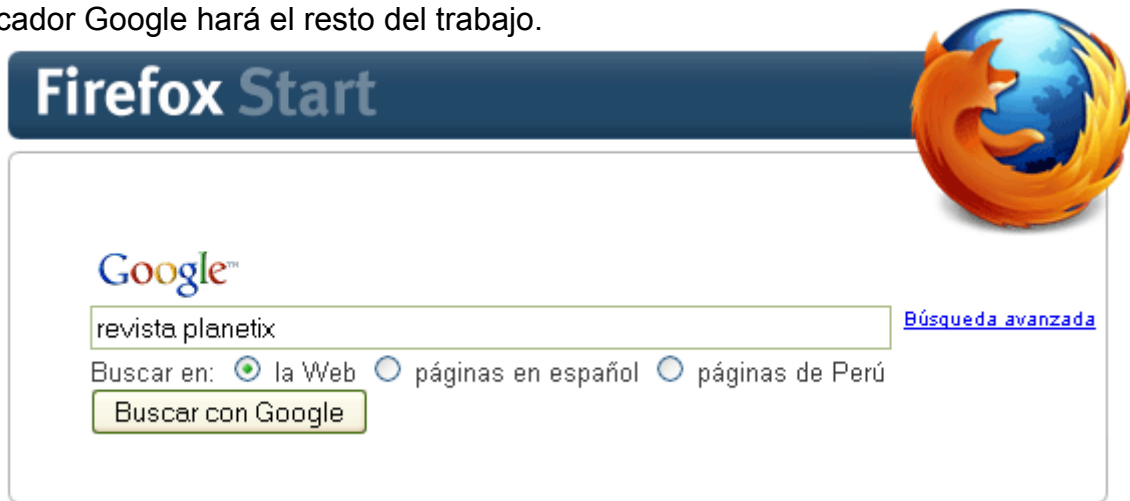 cador Google hará el resto del trabajo.
Firefox Start
Google™
revista planetix
Búsqueda avanzada
Buscar en: la Web páginas en español páginas de Perú
Buscar con Google